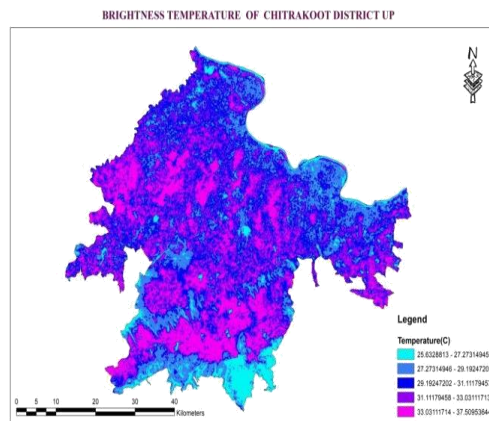 BRIGHTNESS TEMPERATURE OF CHITRAKOOT DISTRICT UP
N
Legend
Temperature(C)
25.6328813 - 27.27314945
27.27314946 - 29.1924720
29.19247202 - 31.1117945
31.11179458 - 33.0311171
33.03111714 - 37.5095364
0 5 10 20 30 40
Kilometers